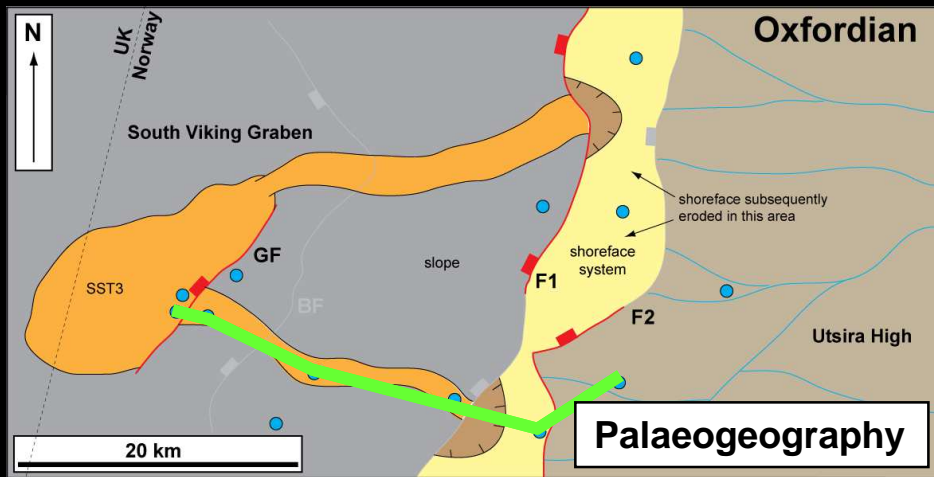 N
UK
Norway
Oxfordian
South Viking Graben
shoreface subsequently
eroded in this area
GF
slope
shoreface
system
SST3
F1
BF
F2
Utsira High
20 km
Palaeogeography